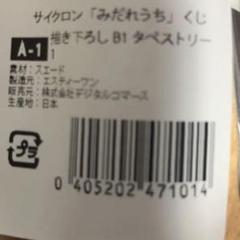 サイクロン「みだれうち」くじ
A-1
描き下ろし B1 タペストリー
1
素材：スエード
製造元：エスティーワン
販売元：株式会社デジタルコマース
生産国：日本
プラ
0 405202 471014